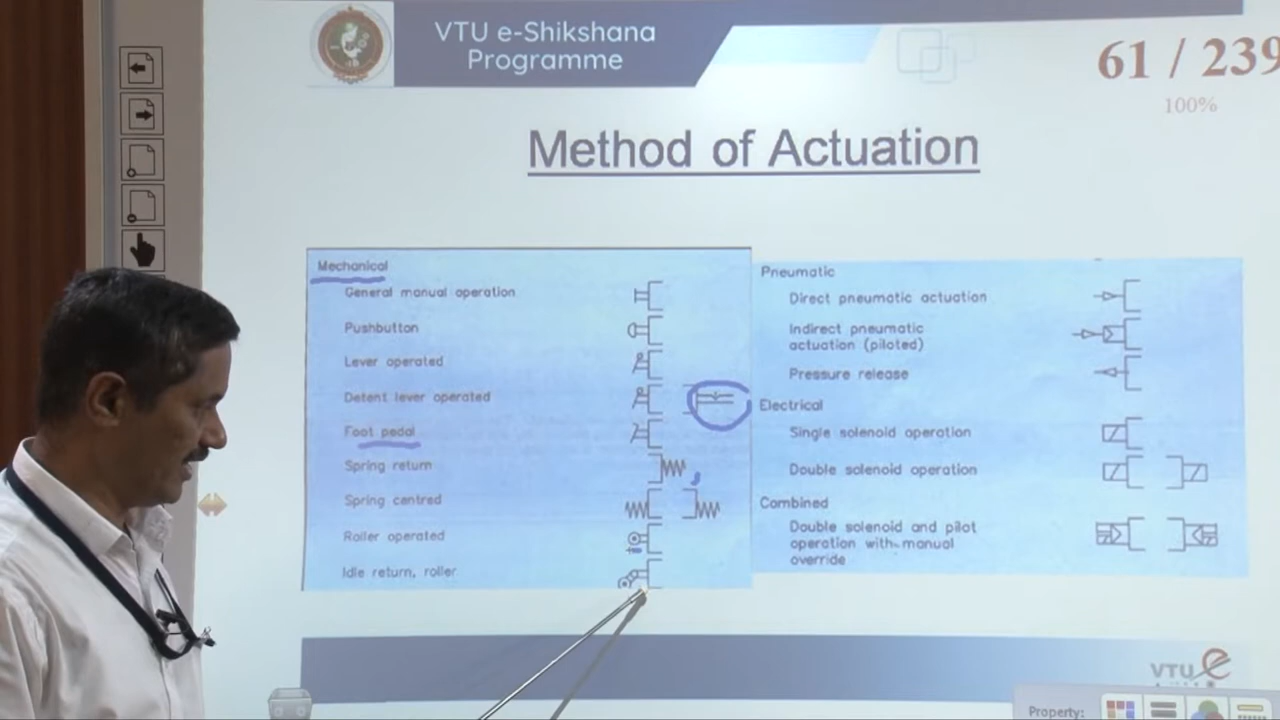 VTU e-Shikshana
Programme
61 / 239
100%
Method of Actuation
Mechanical
General manual operation
Pushbutton
Lever operated
Detent lever operated
Foot pedal
Spring return
Spring centred
Roller operated
Idle return, roller
Pneumatic
Direct pneumatic actuation
Indirect pneumatic
actuation (piloted)
Pressure release
Electrical
Single solenoid operation
Double solenoid operation
Combined
Double solenoid and pilot
operation with manual
override
VTU e
Property: